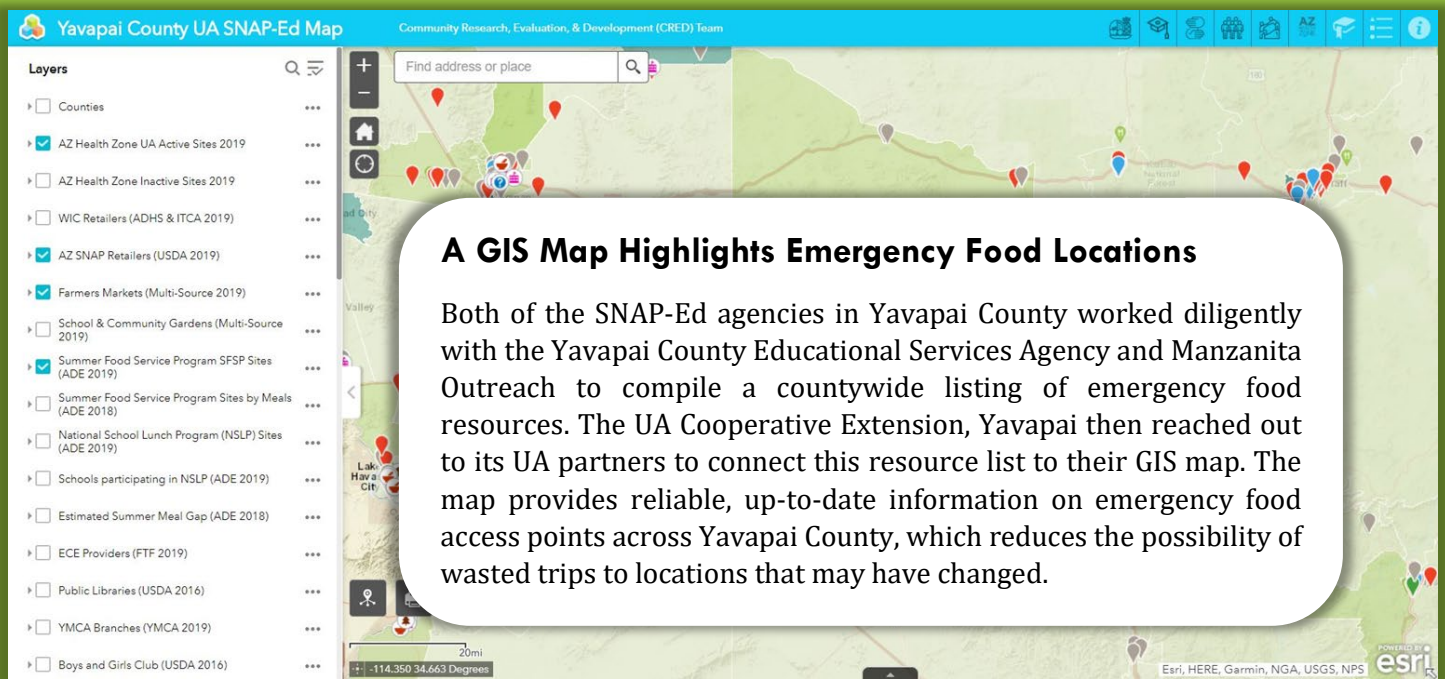 Yavapai County UA SNAP-Ed Map
Community Research, Evaluation, & Development (CRED) Team
Layers
Counties
AZ Health Zone UA Active Sites 2019
AZ Health Zone Inactive Sites 2019
WIC Retailers (ADHS & ITCA 2019)
AZ SNAP Retailers (USDA 2019)
Farmers Markets (Multi-Source 2019)
School & Community Gardens (Multi-Source
2019)
Summer Food Service Program SFSP Sites
(ADE 2019)
Summer Food Service Program Sites by Meals
(ADE 2018)
National School Lunch Program (NSLP) Sites
(ADE 2019)
Schools participating in NSLP (ADE 2019)
Estimated Summer Meal Gap (ADE 2018)
ECE Providers (FTF 2019)
Public Libraries (USDA 2016)
YMCA Branches (YMCA 2019)
Boys and Girls Club (USDA 2016)
Find address or place
AZ
180
ad City
Valley
Lake
Hava
City
A GIS Map Highlights Emergency Food Locations
Both of the SNAP-Ed agencies in Yavapai County worked diligently
with the Yavapai County Educational Services Agency and Manzanita
Outreach to compile a countywide listing of emergency food
resources. The UA Cooperative Extension, Yavapai then reached out
to its UA partners to connect this resource list to their GIS map. The
map provides reliable, up-to-date information on emergency food
access points across Yavapai County, which reduces the possibility of
wasted trips to locations that may have changed.
20mi
-114.350 34.663 Degrees
Esri, HERE, Garmin, NGA, USGS, NPS
POWERED BY
esri